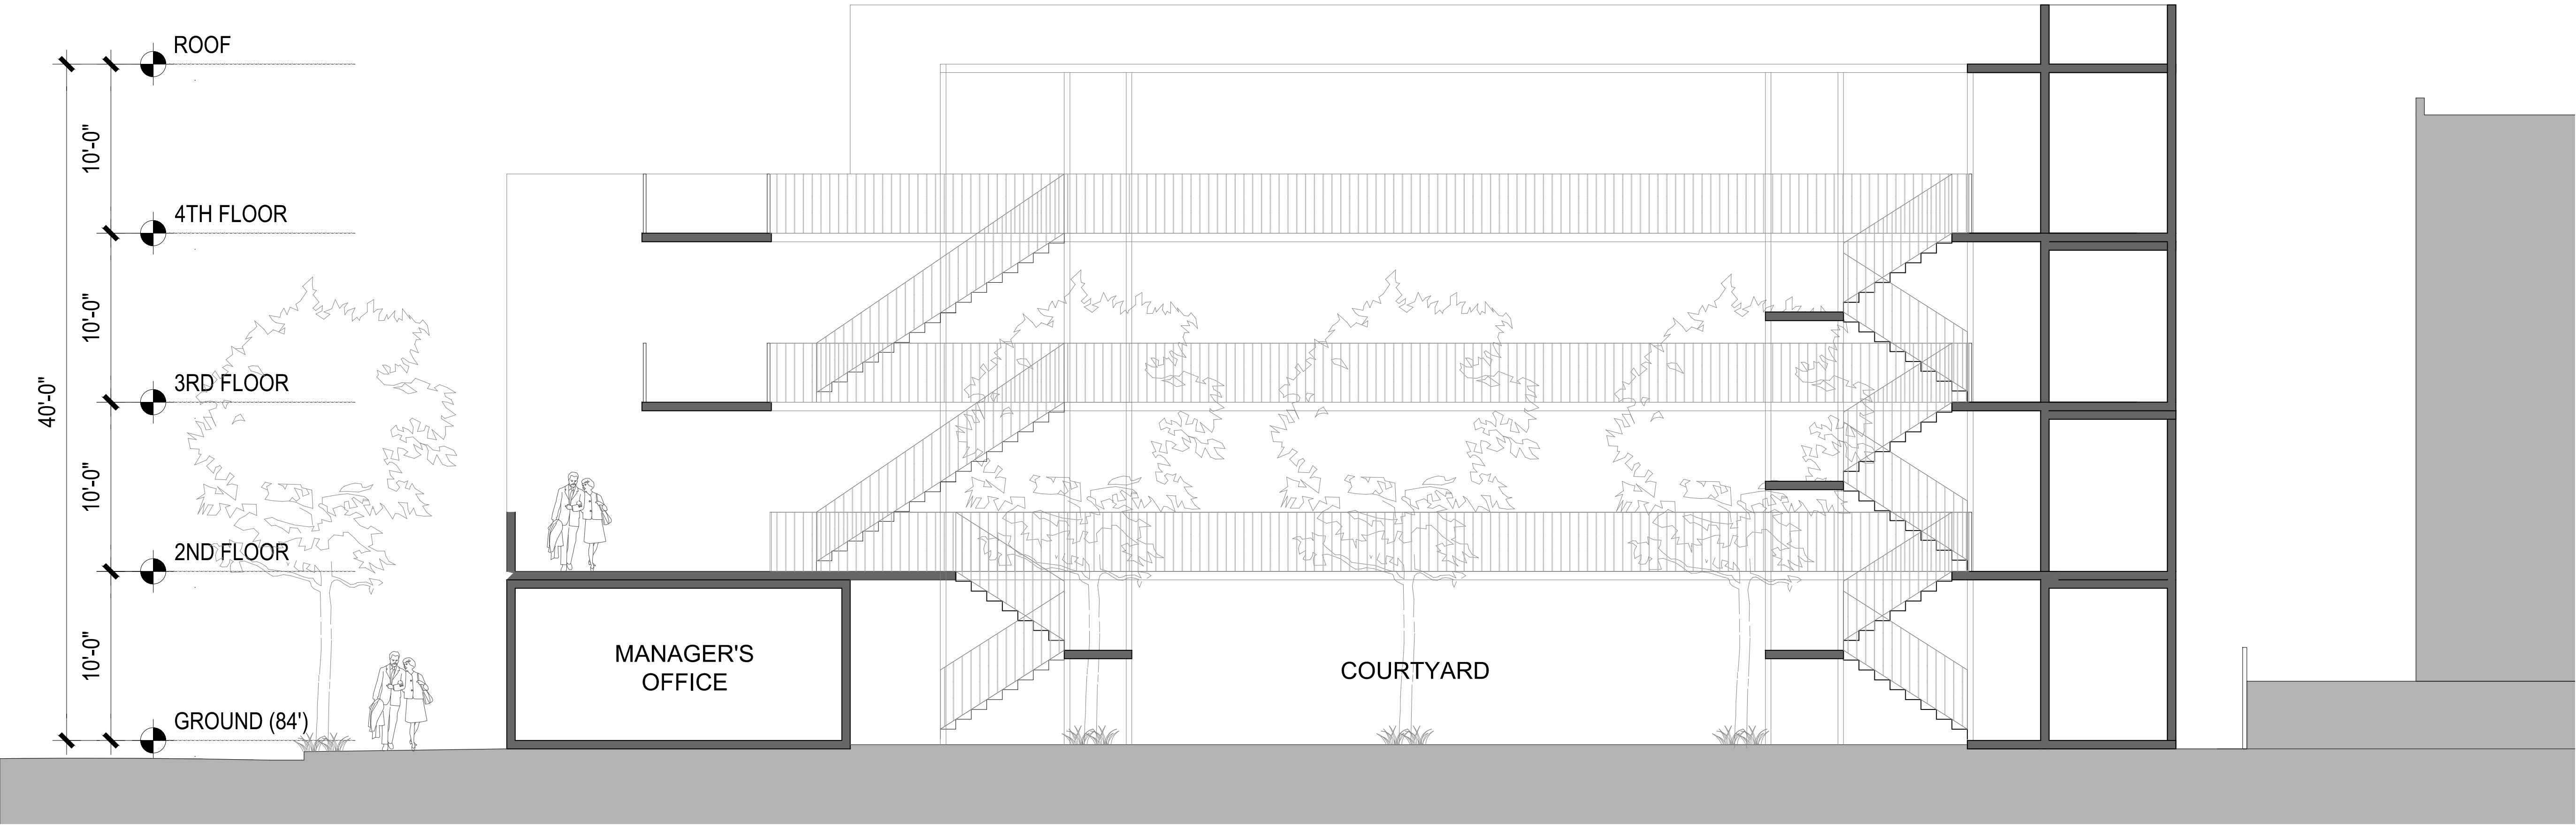 ROOF
10'-0"
4TH FLOOR
10'-0"
3RD FLOOR
40'-0"
10'-0"
2ND FLOOR
10'-0"
MANAGER'S
OFFICE
COURTYARD
GROUND (84')